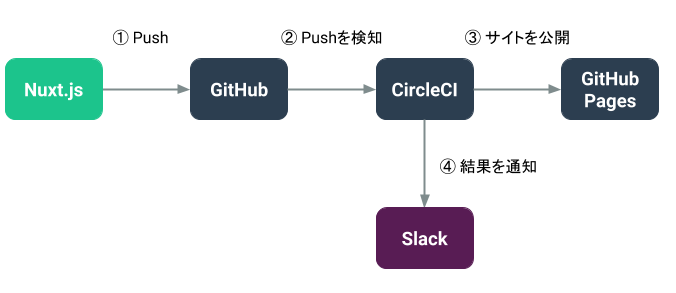 ① Push
② Pushを検知
③ サイトを公開
Nuxt.js
GitHub
CircleCI
GitHub
Pages
④ 結果を通知
Slack